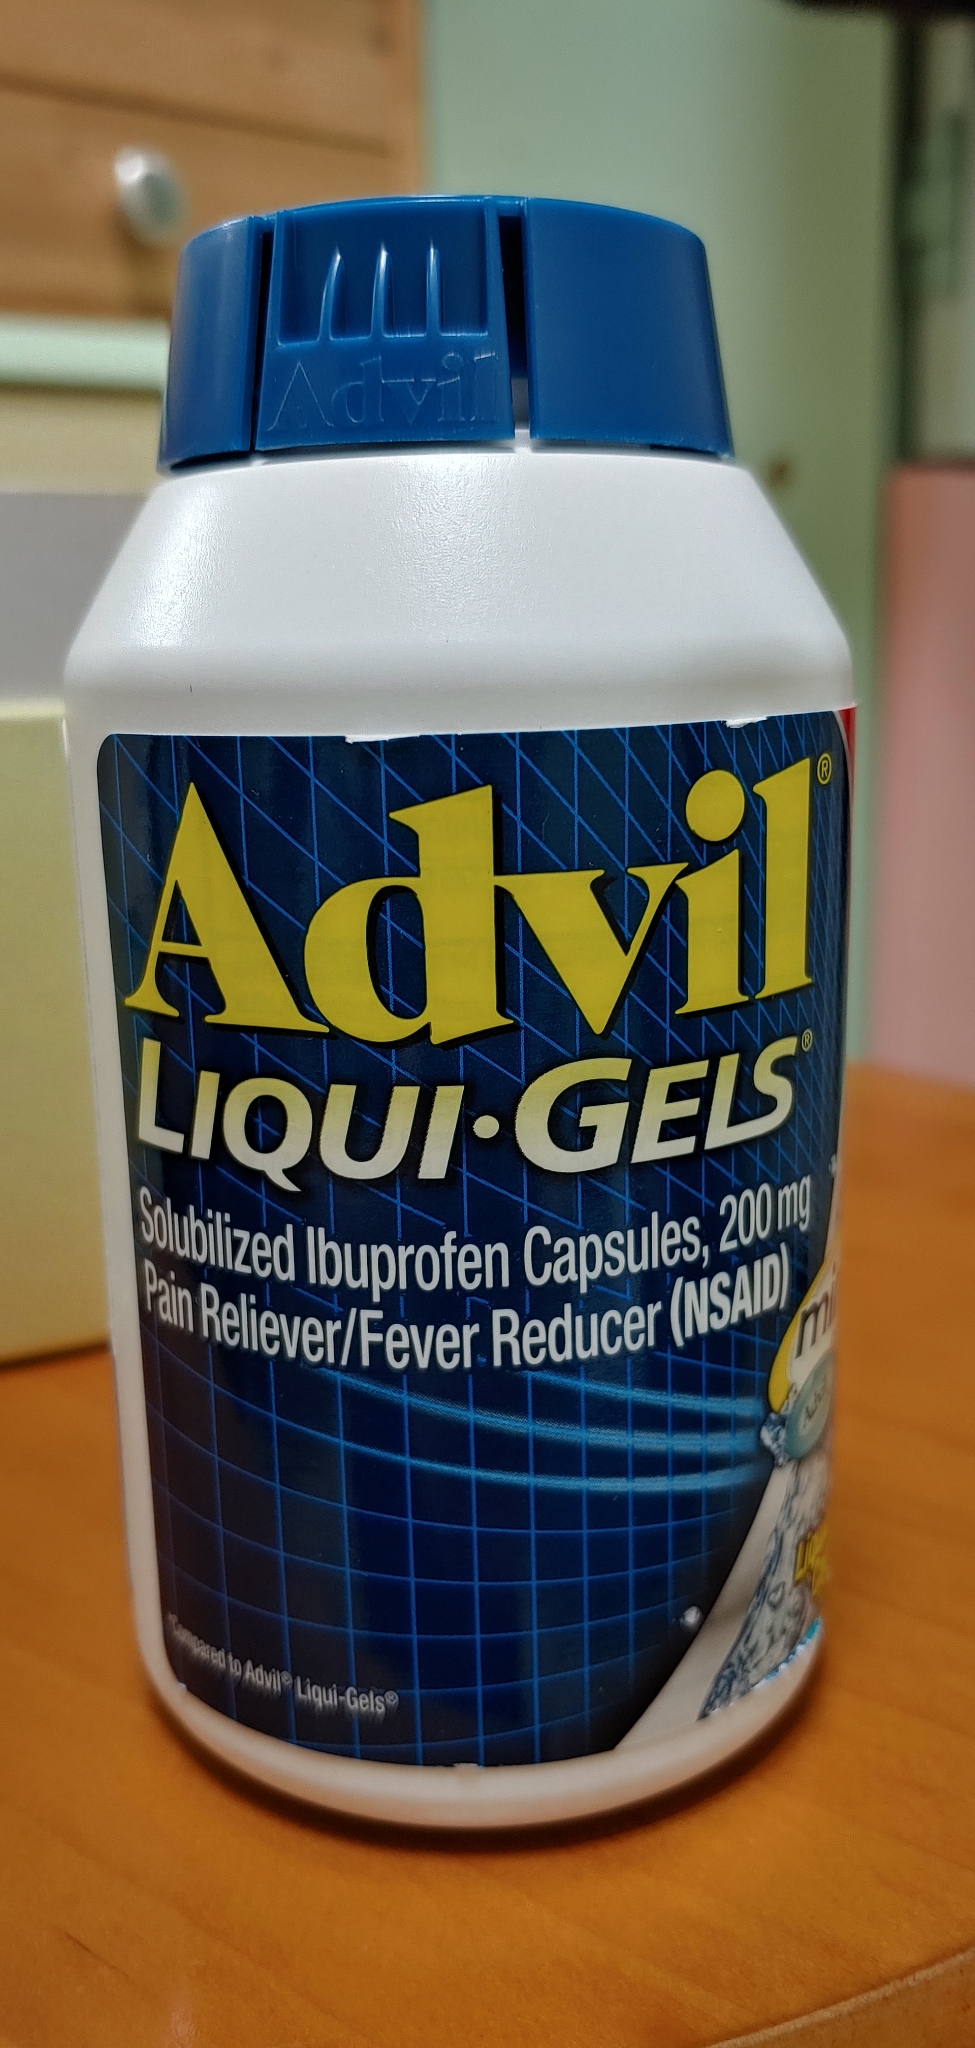 Advil
Advil®
LIQUI·GELS®
Solubilized Ibuprofen Capsules, 200 mg
Pain Reliever/Fever Reducer (NSAID)
*Compared to Advil® Liqui-Gels®